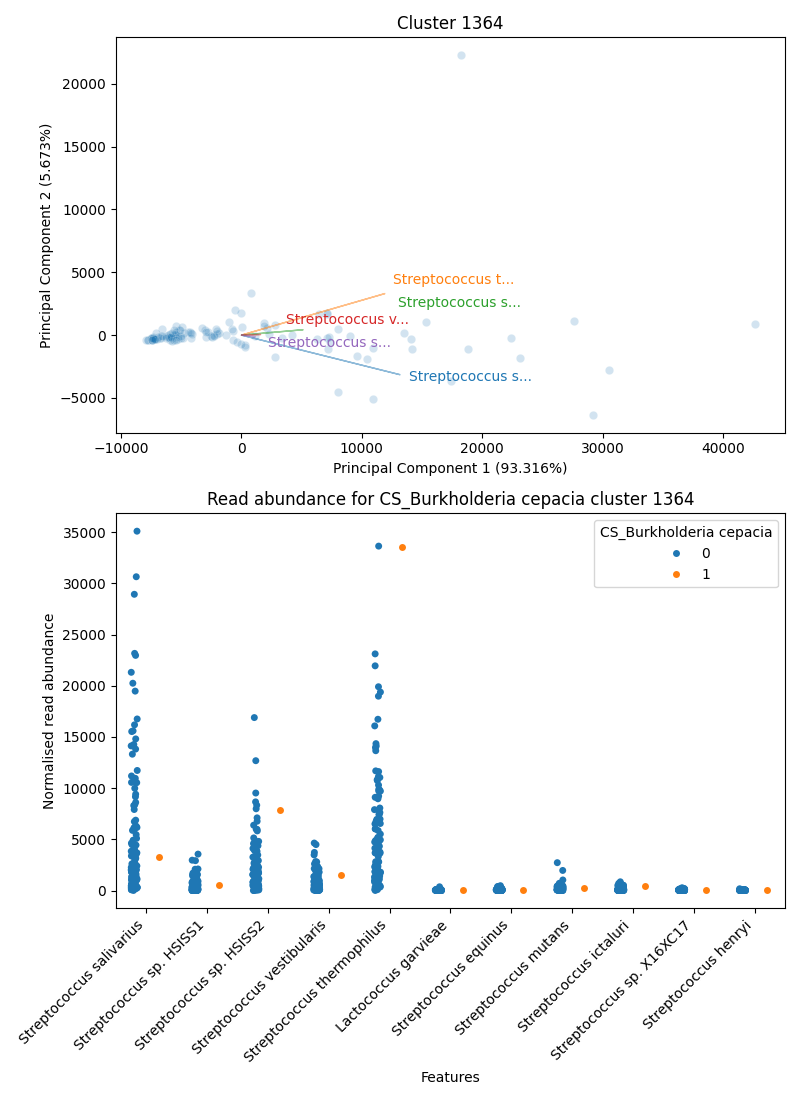 Cluster 1364
20000
15000
10000
5000
0
−5000
Principal Component 2 (5.673%)
Streptococcus t...
Streptococcus s...
Streptococcus v...
Streptococcus s...
Streptococcus s...
−10000 0 10000 20000 30000 40000
Principal Component 1 (93.316%)
Read abundance for CS_Burkholderia cepacia cluster 1364
35000
30000
25000
20000
15000
10000
5000
0
Normalised read abundance
CS_Burkholderia cepacia
0
1
Streptococcus salivarius
Streptococcus sp. HSISS1
Streptococcus sp. HSISS2
Streptococcus vestibularis
Streptococcus thermophilus
Lactococcus garvieae
Streptococcus equinus
Streptococcus mutans
Streptococcus ictaluri
Streptococcus sp. X16XC17
Streptococcus henryi
Features